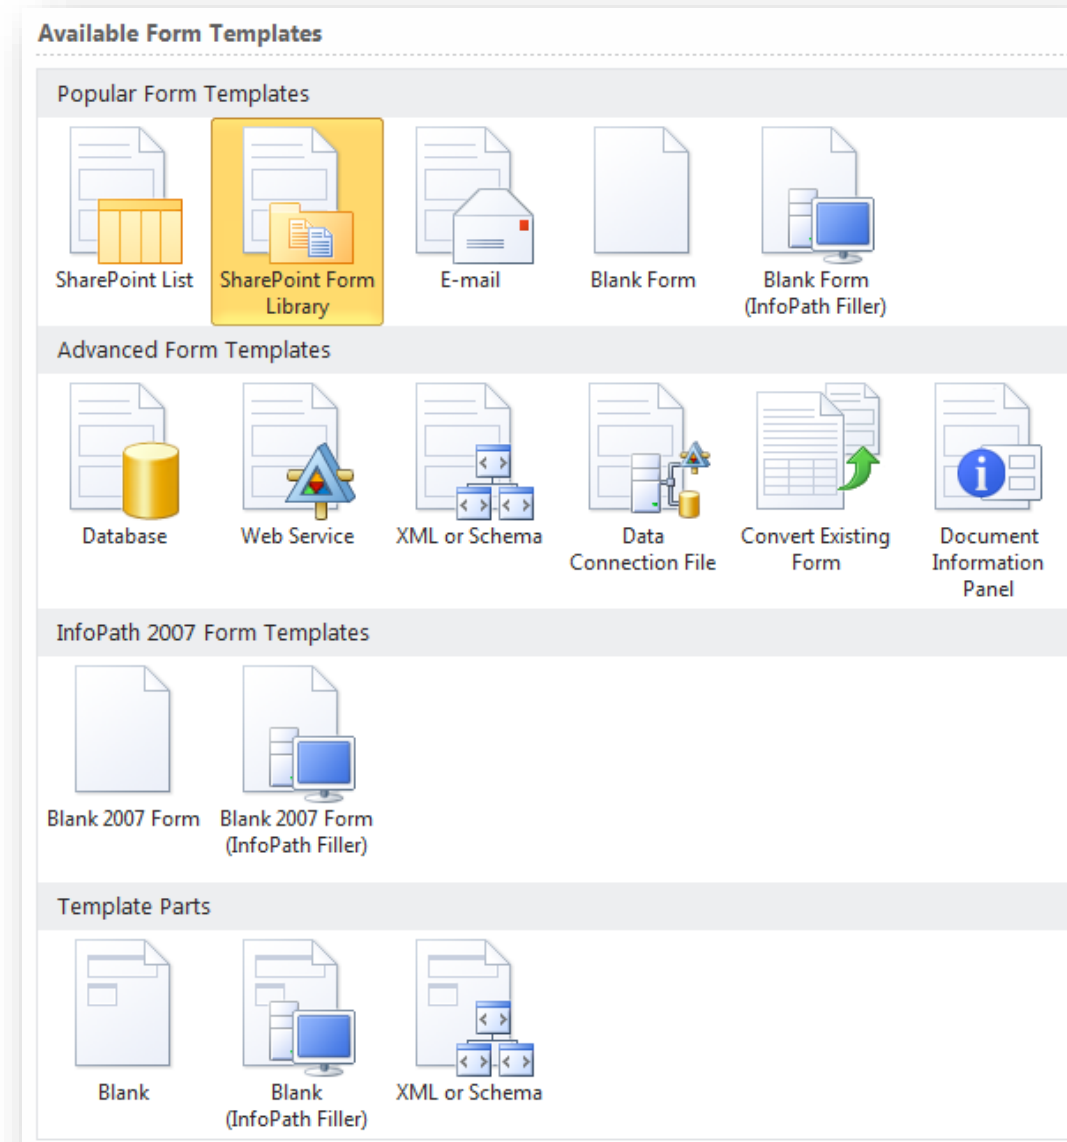 Available Form Templates
Popular Form Templates
SharePoint List
SharePoint Form
Library
E-mail
Blank Form
Blank Form
(InfoPath Filler)
Advanced Form Templates
Database
Web Service
XML or Schema
Data
Connection File
Convert Existing
Form
Document
Information
Panel
InfoPath 2007 Form Templates
Blank 2007 Form
Blank 2007 Form
(InfoPath Filler)
Template Parts
Blank
Blank
(InfoPath Filler)
XML or Schema